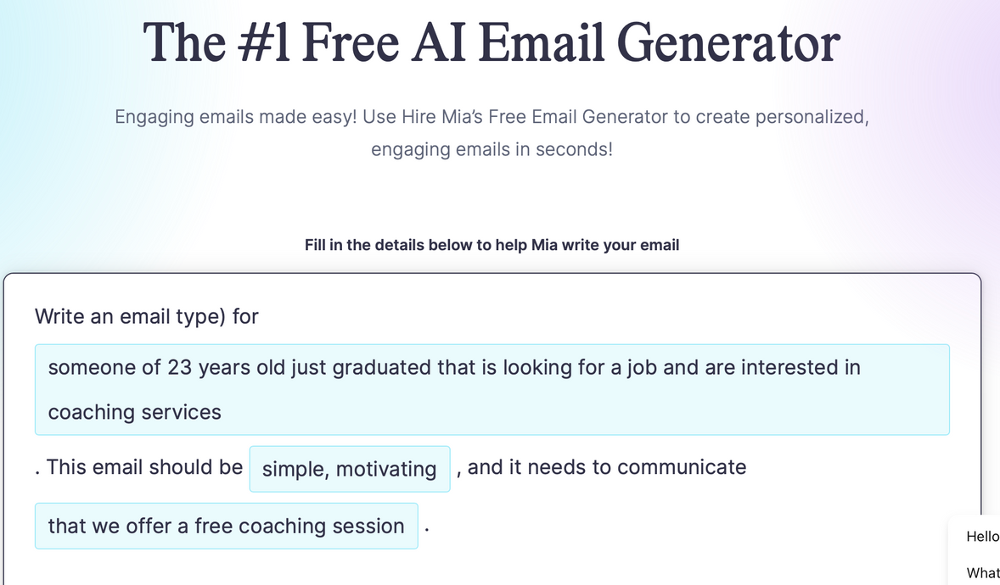 The #1 Free AI Email Generator
Engaging emails made easy! Use Hire Mia's Free Email Generator to create personalized,
engaging emails in seconds!
Fill in the details below to help Mia write your email
Write an email type) for
someone of 23 years old just graduated that is looking for a job and are interested in
coaching services
. This email should be simple, motivating , and it needs to communicate
that we offer a free coaching session .
Hello
What